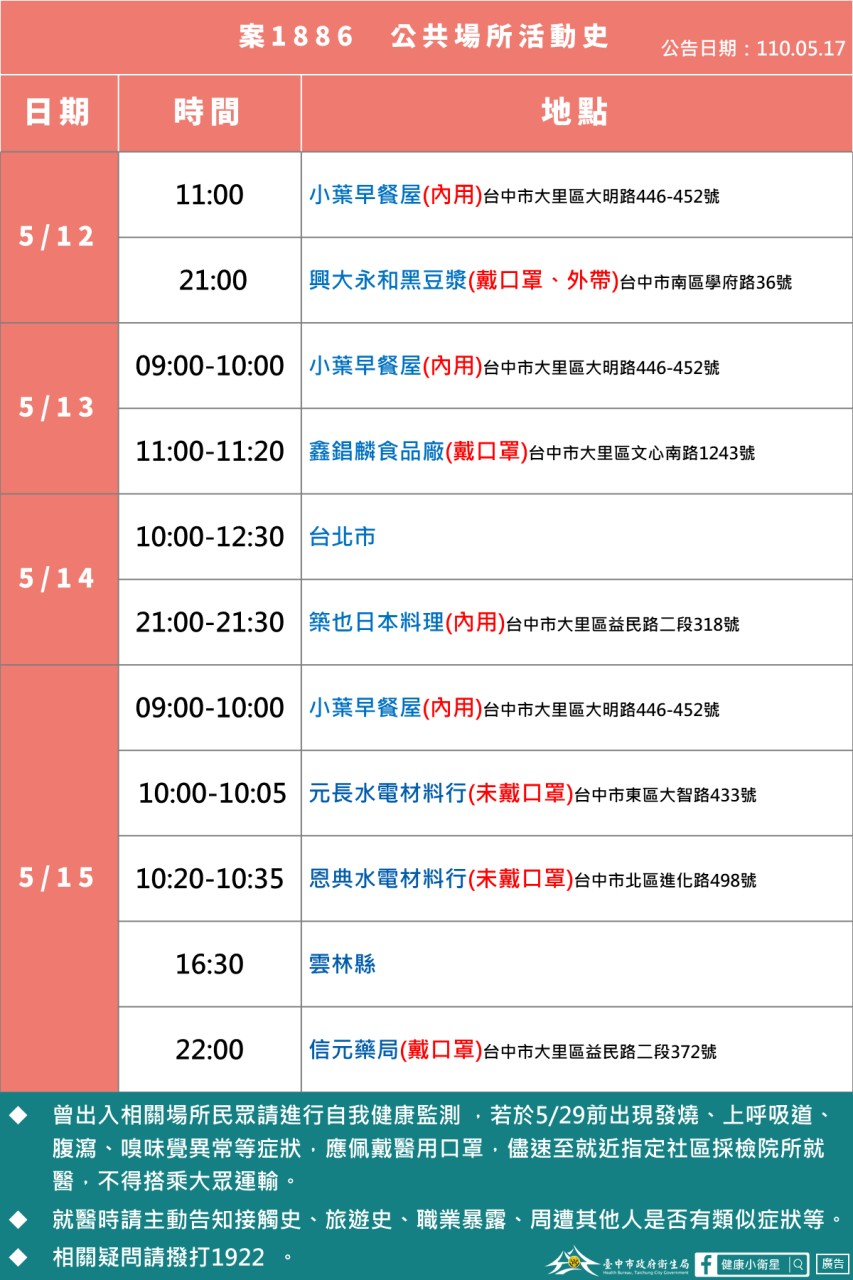 案1886　公共場所活動史
公告日期：110.05.17
日期 時間 地點
5/12
11:00 小葉早餐屋(內用)台中市大里區大明路446-452號
21:00 興大永和黑豆漿(戴口罩、外帶)台中市南區學府路36號
5/13
09:00-10:00 小葉早餐屋(內用)台中市大里區大明路446-452號
11:00-11:20 鑫錩麟食品廠(戴口罩)台中市大里區文心南路1243號
5/14
10:00-12:30 台北市
21:00-21:30 築也日本料理(內用)台中市大里區益民路二段318號
5/15
09:00-10:00 小葉早餐屋(內用)台中市大里區大明路446-452號
10:00-10:05 元長水電材料行(未戴口罩)台中市東區大智路433號
10:20-10:35 恩典水電材料行(未戴口罩)台中市北區進化路498號
16:30 雲林縣
22:00 信元藥局(戴口罩)台中市大里區益民路二段372號
◆ 曾出入相關場所民眾請進行自我健康監測，若於5/29前出現發燒、上呼吸道、
腹瀉、嗅味覺異常等症狀，應佩戴醫用口罩，儘速至就近指定社區採檢院所就
醫，不得搭乘大眾運輸。
◆ 就醫時請主動告知接觸史、旅遊史、職業暴露、周遭其他人是否有類似症狀等。
◆ 相關疑問請撥打1922 。
臺中市政府衛生局
Health Bureau, Taichung City Government
健康小衛星
廣告